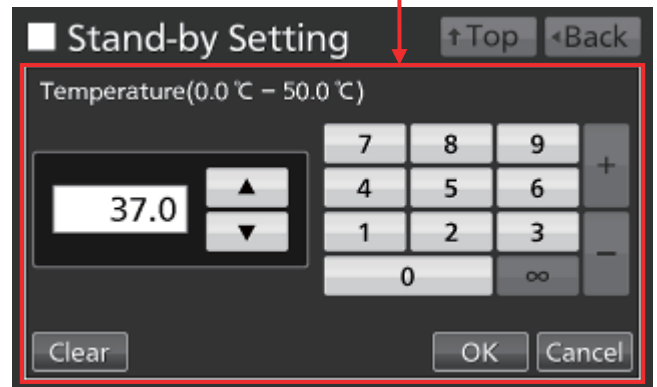 Stand-by Setting ↑Top ◂Back
Temperature(0.0 ℃ – 50.0 ℃)
7 8 9 +
37.0 ▲ 4 5 6
▼ 1 2 3 −
0 ∞
Clear OK Cancel